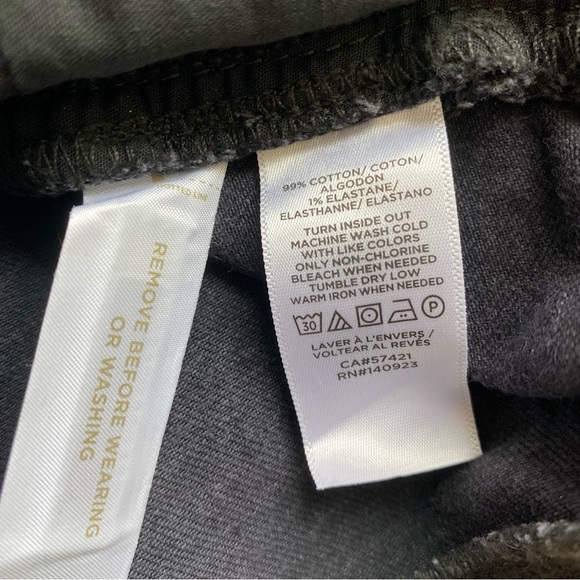 REMOVE BEFORE WEARING
OR WASHING
99% COTTON/ COTON/
ALGODÓN
1% ELASTANE/
ELASTHANNE/ ELASTANO
TURN INSIDE OUT
MACHINE WASH COLD
WITH LIKE COLORS
ONLY NON-CHLORINE
BLEACH WHEN NEEDED
TUMBLE DRY LOW
WARM IRON WHEN NEEDED
30 P
LAVER À L'ENVERS/
VOLTEAR AL REVÉS
CA#57421
RN#140923